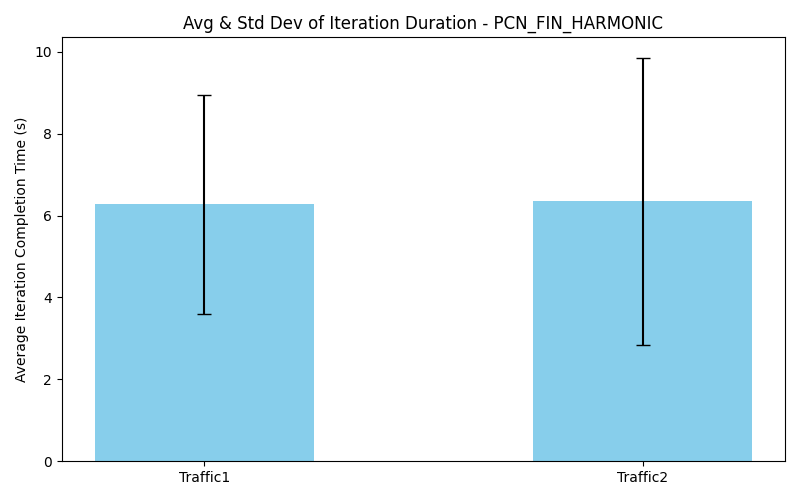 Avg & Std Dev of Iteration Duration - PCN_FIN_HARMONIC
Average Iteration Completion Time (s)
10
8
6
4
2
0
Traffic1
Traffic2